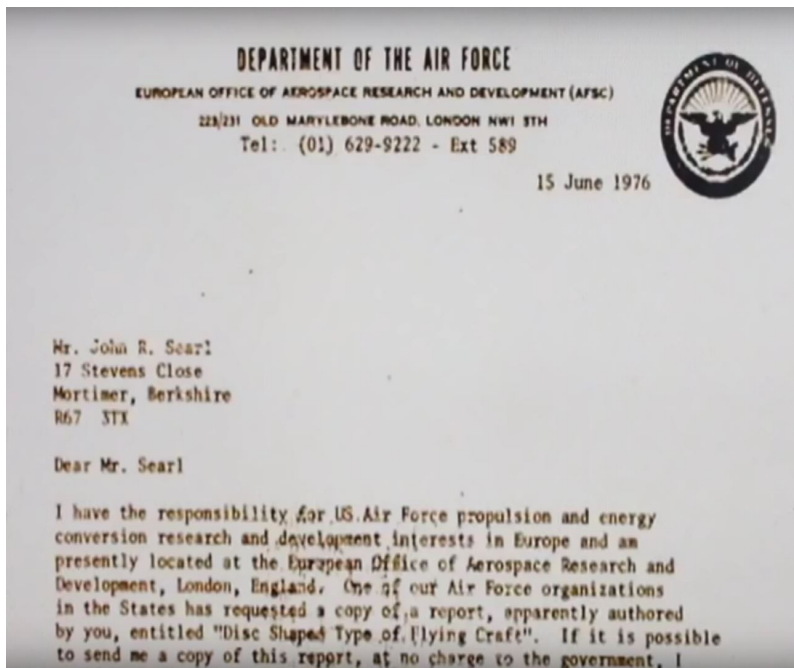 DEPARTMENT OF THE AIR FORCE
EUROPEAN OFFICE OF AEROSPACE RESEARCH AND DEVELOPMENT (AFSC)
223/231 OLD MARYLEBONE ROAD, LONDON NW1 5TH
Tel: (01) 629-9222 - Ext 589
DEPARTMENT OF DEFENSE
15 June 1976
Mr. John R. Searl
17 Stevens Close
Mortimer, Berkshire
R67 3TX
Dear Mr. Searl
I have the responsibility for US Air Force propulsion and energy
conversion research and development interests in Europe and am
presently located at the European Office of Aerospace Research and
Development, London, England. One of our Air Force organizations
in the States has requested a copy of a report, apparently authored
by you, entitled "Disc Shaped Type of Flying Craft". If it is possible
to send me a copy of this report, at no charge to the government, I